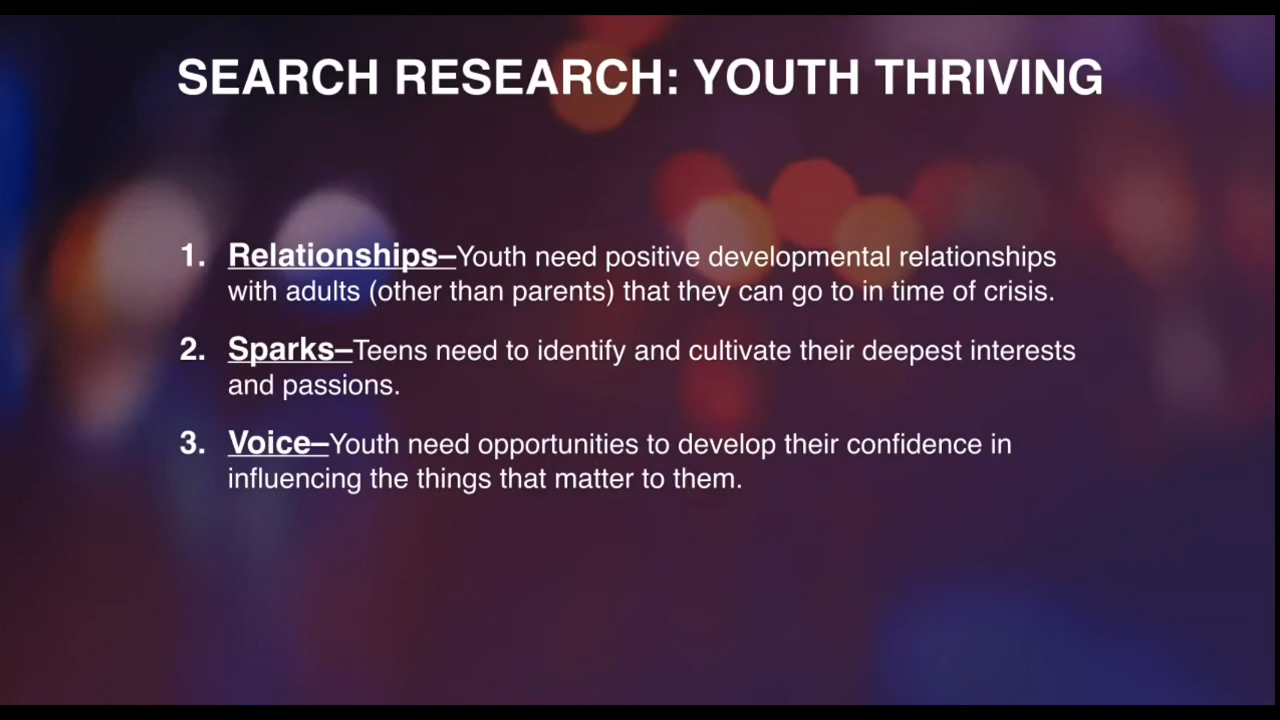 SEARCH RESEARCH: YOUTH THRIVING
1. Relationships–Youth need positive developmental relationships
with adults (other than parents) that they can go to in time of crisis.
2. Sparks–Teens need to identify and cultivate their deepest interests
and passions.
3. Voice–Youth need opportunities to develop their confidence in
influencing the things that matter to them.